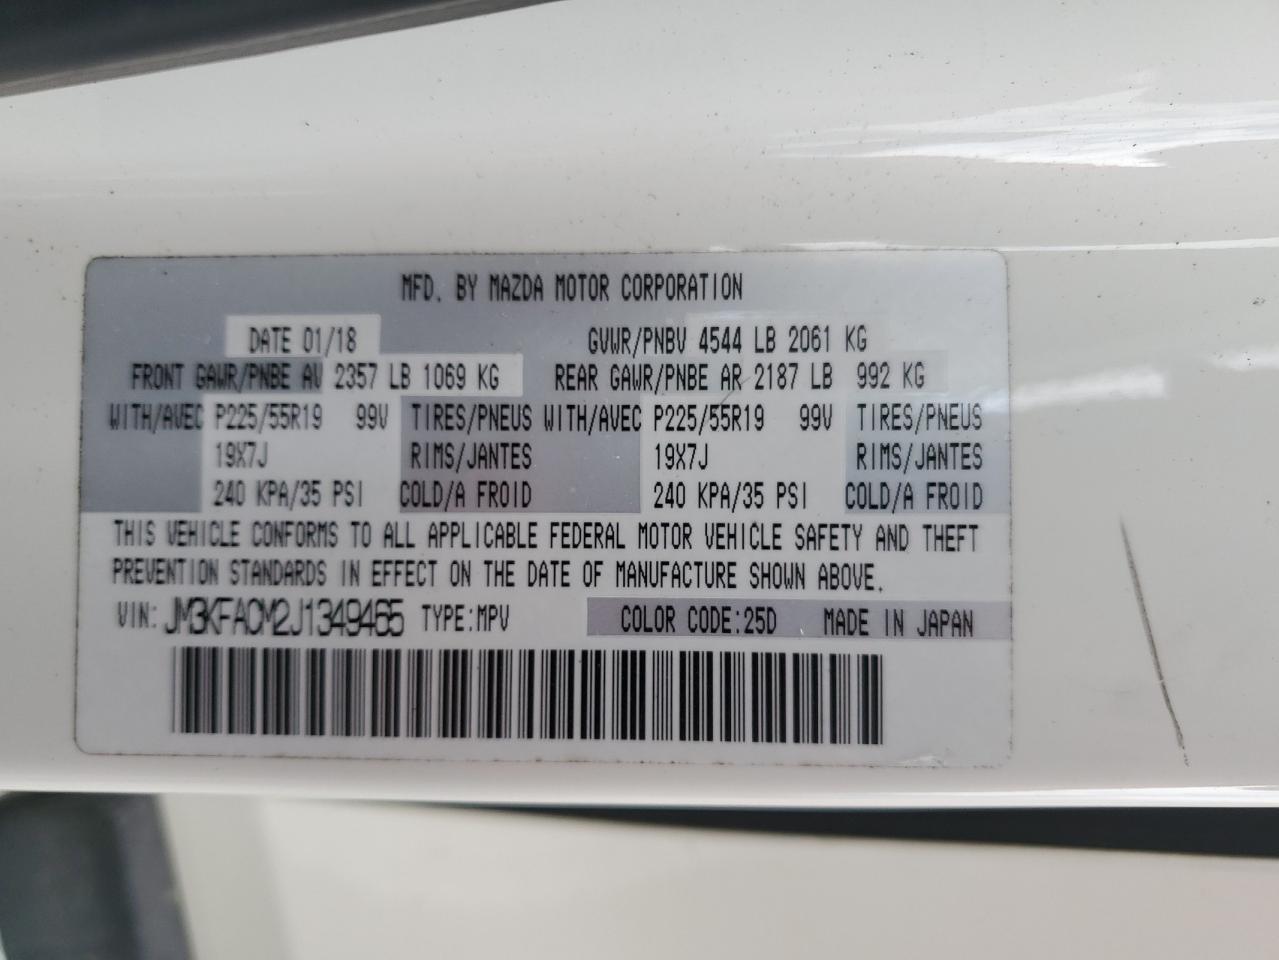 MFD. BY MAZDA MOTOR CORPORATION
DATE 01/18 GVWR/PNBV 4544 LB 2061 KG
FRONT GAWR/PNBE AV 2357 LB 1069 KG REAR GAWR/PNBE AR 2187 LB 992 KG
WITH/AVEC P225/55R19 99V TIRES/PNEUS WITH/AVEC P225/55R19 99V TIRES/PNEUS
19X7J RIMS/JANTES 19X7J RIMS/JANTES
240 KPA/35 PSI COLD/A FROID 240 KPA/35 PSI COLD/A FROID
THIS VEHICLE CONFORMS TO ALL APPLICABLE FEDERAL MOTOR VEHICLE SAFETY AND THEFT
PREVENTION STANDARDS IN EFFECT ON THE DATE OF MANUFACTURE SHOWN ABOVE.
VIN: JM3KFACM2J1349465 TYPE:MPV COLOR CODE:25D MADE IN JAPAN